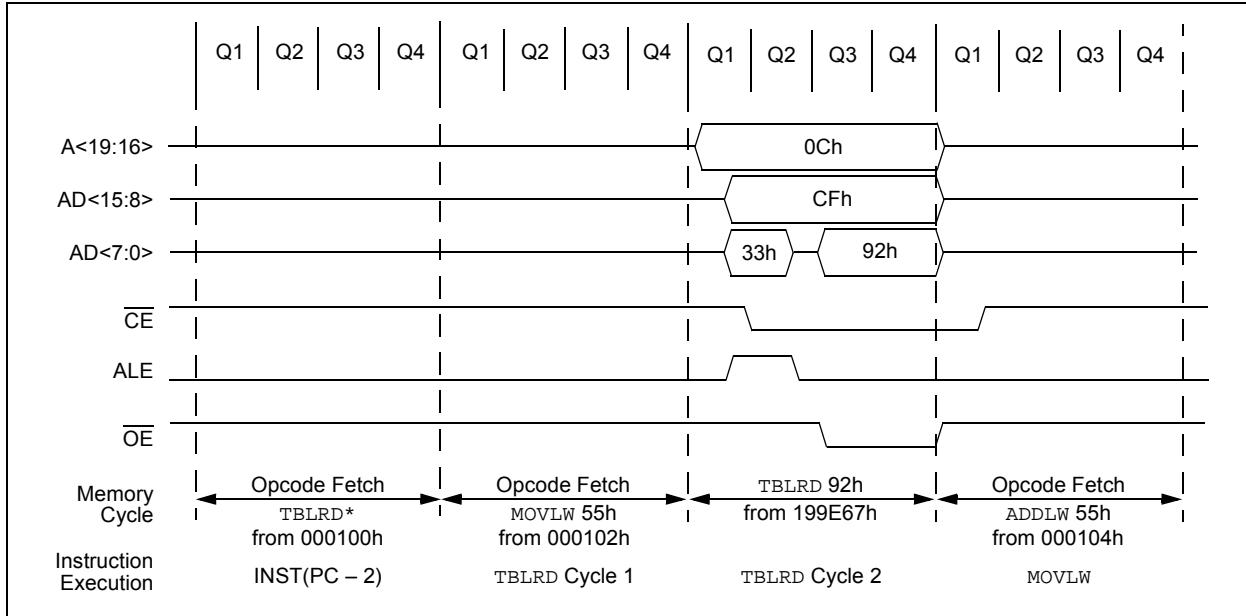 Q1 Q2 Q3 Q4 Q1 Q2 Q3 Q4 Q1 Q2 Q3 Q4 Q1 Q2 Q3 Q4
A<19:16> 0Ch
AD<15:8> CFh
AD<7:0> 33h 92h
CE
ALE
OE
Memory Cycle
Opcode Fetch
TBLRD*
from 000100h
Opcode Fetch
MOVLW 55h
from 000102h
TBLRD 92h
from 199E67h
Opcode Fetch
ADDLW 55h
from 000104h
Instruction
Execution
INST(PC – 2) TBLRD Cycle 1 TBLRD Cycle 2 MOVLW